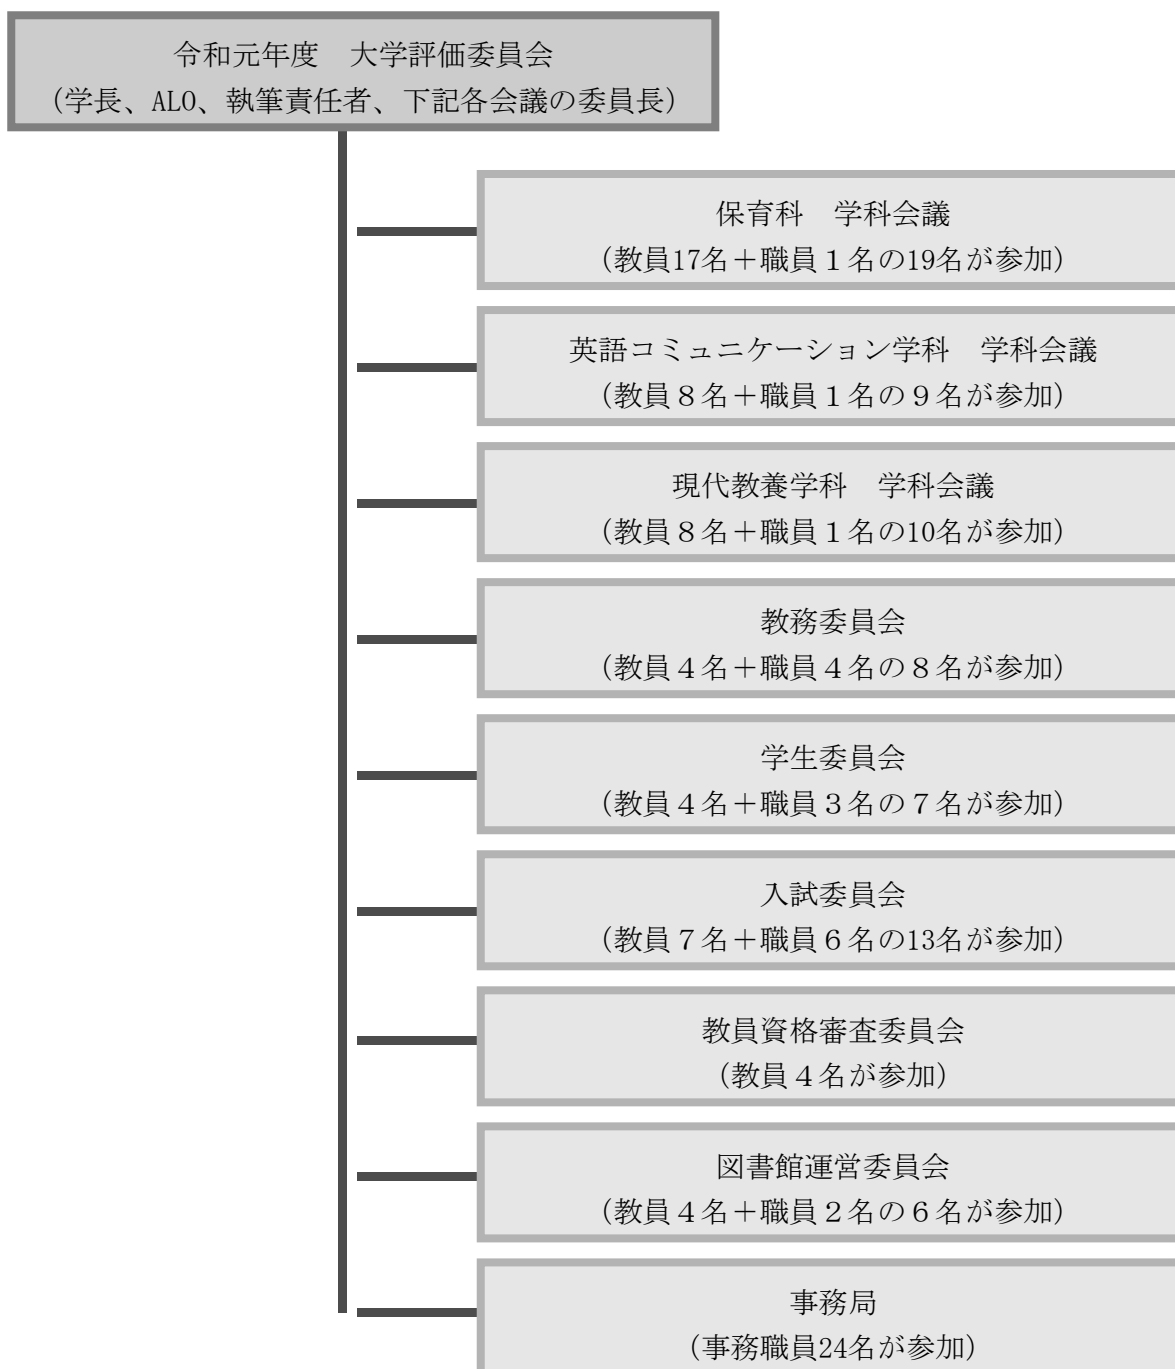 令和元年度　大学評価委員会
（学長、ALO、執筆責任者、下記各会議の委員長）
保育科　学科会議
（教員17名＋職員１名の19名が参加）
英語コミュニケーション学科　学科会議
（教員８名＋職員１名の９名が参加）
現代教養学科　学科会議
（教員８名＋職員１名の10名が参加）
教務委員会
（教員４名＋職員４名の８名が参加）
学生委員会
（教員４名＋職員３名の７名が参加）
入試委員会
（教員７名＋職員６名の13名が参加）
教員資格審査委員会
（教員４名が参加）
図書館運営委員会
（教員４名＋職員２名の６名が参加）
事務局
（事務職員24名が参加）